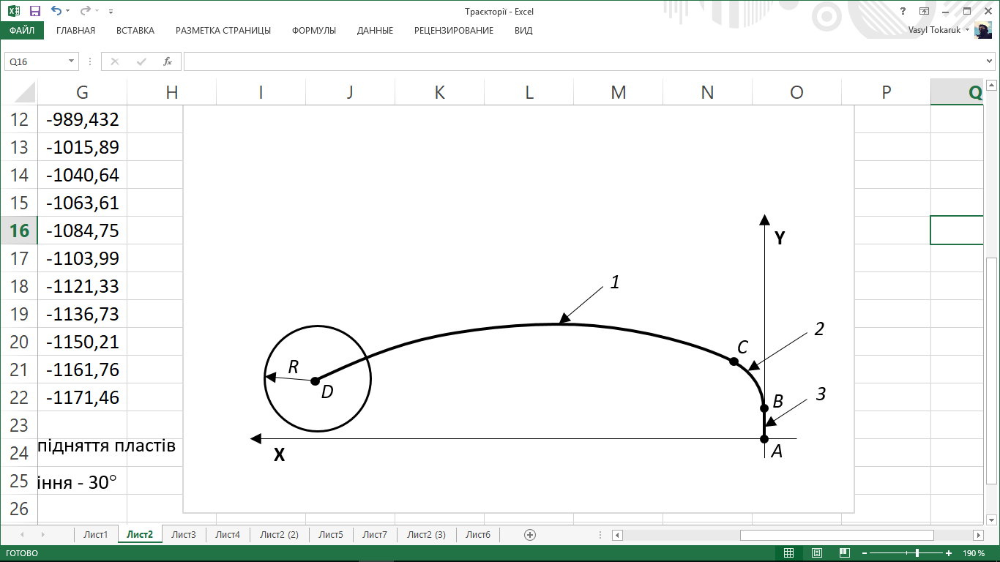 Траєкторії - Excel
?
ФАЙЛ ГЛАВНАЯ ВСТАВКА РАЗМЕТКА СТРАНИЦЫ ФОРМУЛЫ ДАННЫЕ РЕЦЕНЗИРОВАНИЕ ВИД Vasyl Tokaruk
Q16 fx
G H I J K L M N O P Q
12 -989,432
13 -1015,89
14 -1040,64
15 -1063,61
16 -1084,75
17 -1103,99
18 -1121,33
19 -1136,73
20 -1150,21
21 -1161,76
22 -1171,46
23
24 підняття пластів
25 іння - 30°
26
Y
1
2
C
R
D
B
3
X
A
Лист1 Лист2 Лист3 Лист4 Лист2 (2) Лист5 Лист7 Лист2 (3) Лист6
ГОТОВО 190 %